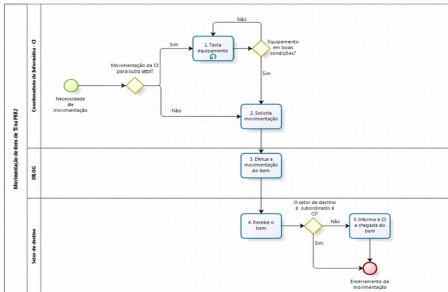 Movimentação de itens de TI na PRR2
Coordenadoria de Informática - CI
Não
1. Testa
equipamento
Equipamento
em boas
condições?
Sim
Movimentação da CI
para outro setor?
Sim
Necessidade
de
movimentação
Não
2. Solicita
movimentação
DILOG
3. Efetua a
movimentação
do bem
Setor de destino
4. Recebe o
bem
O setor de destino
é subordinado à
CI?
Não
5. Informa à CI
a chegada do
bem
Sim
Encerramento da
movimentação